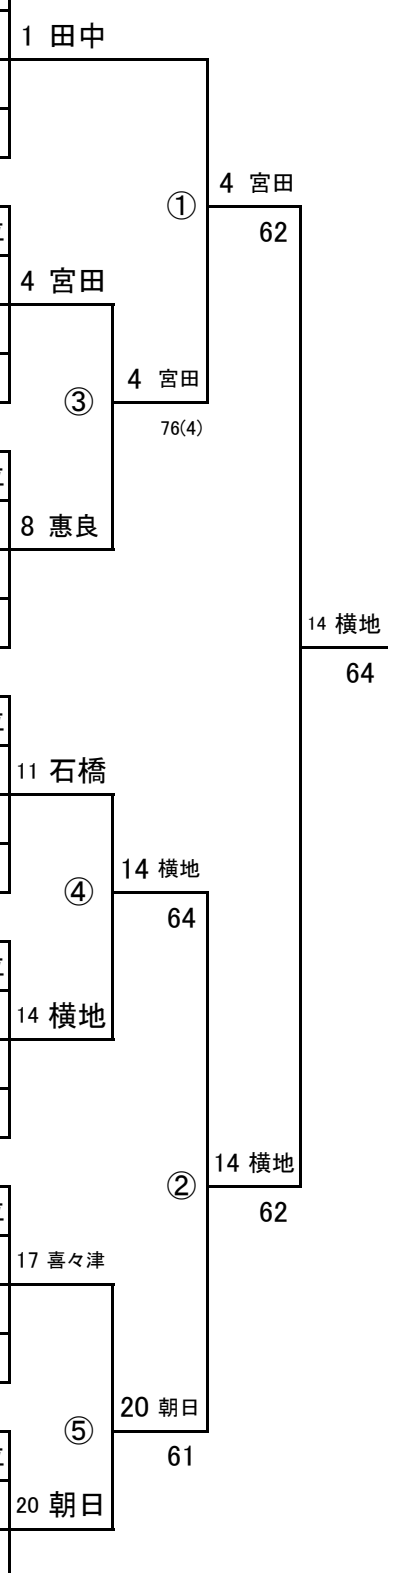 1 田中
4 宮田
①
62
4 宮田
4 宮田
③
76(4)
8 惠良
14 横地
64
11 石橋
14 横地
④
64
14 横地
14 横地
②
62
17 喜々津
20 朝日
⑤
61
20 朝日